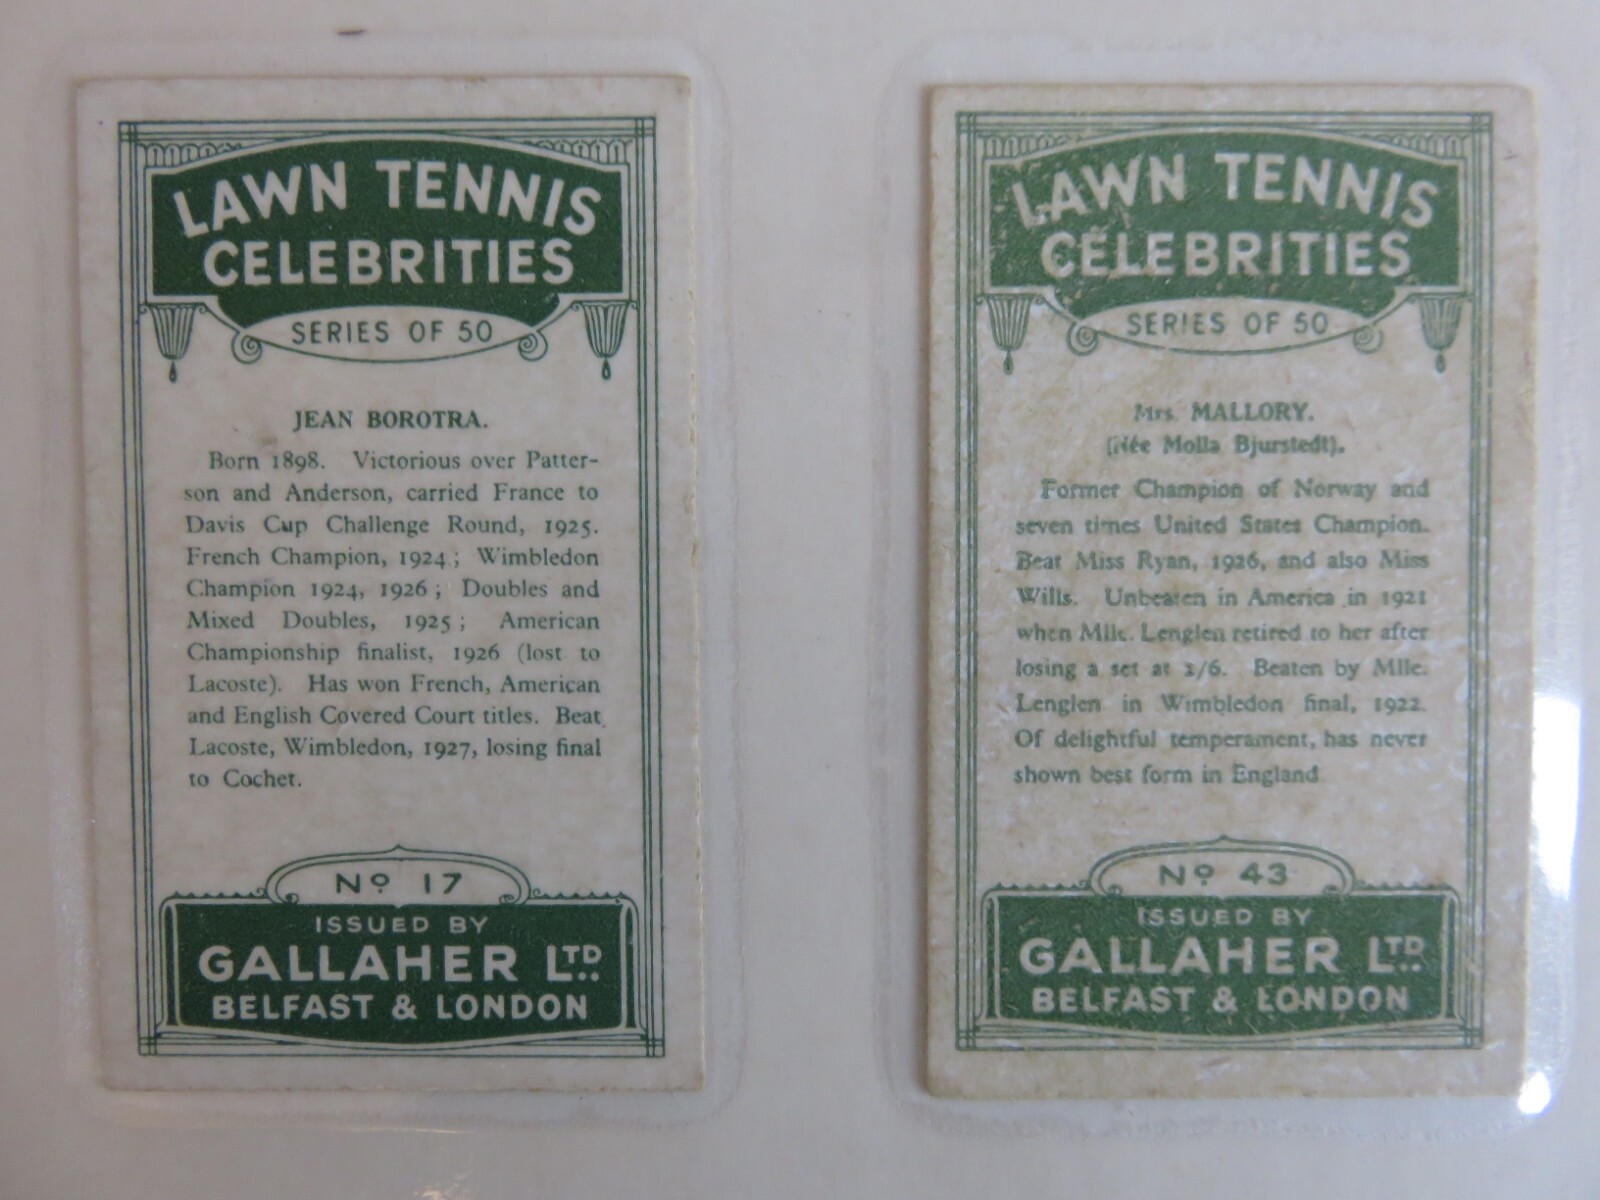 LAWN TENNIS
CELEBRITIES
SERIES OF 50
JEAN BOROTRA.
Born 1898. Victorious over Patter-
son and Anderson, carried France to
Davis Cup Challenge Round, 1925.
French Champion, 1924; Wimbledon
Champion 1924, 1926; Doubles and
Mixed Doubles, 1925; American
Championship finalist, 1926 (lost to
Lacoste). Has won French, American
and English Covered Court titles. Beat
Lacoste, Wimbledon, 1927, losing final
to Cochet.
Nº 17
ISSUED BY
GALLAHER LTD.
BELFAST & LONDON
LAWN TENNIS
CELEBRITIES
SERIES OF 50
Mrs. MALLORY.
(Née Molla Bjurstedt).
Former Champion of Norway and
seven times United States Champion.
Beat Miss Ryan, 1926, and also Miss
Wills. Unbeaten in America in 1921
when Mlle. Lenglen retired to her after
losing a set at 2/6. Beaten by Mlle.
Lenglen in Wimbledon final, 1922.
Of delightful temperament, has never
shown best form in England
Nº 43
ISSUED BY
GALLAHER LTD.
BELFAST & LONDON